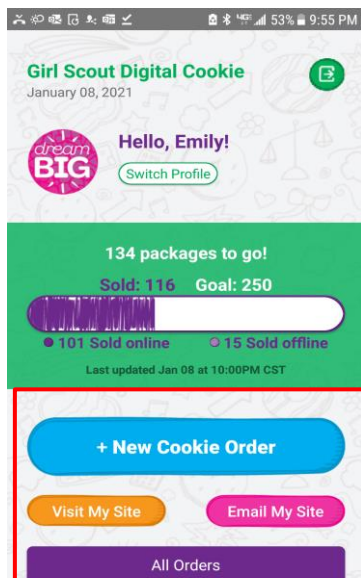 53% 9:55 PM
Girl Scout Digital Cookie
January 08, 2021
dream
BIG
Hello, Emily!
Switch Profile
134 packages to go!
Sold: 116 Goal: 250
101 Sold online 15 Sold offline
Last updated Jan 08 at 10:00PM CST
+ New Cookie Order
Visit My Site Email My Site
All Orders